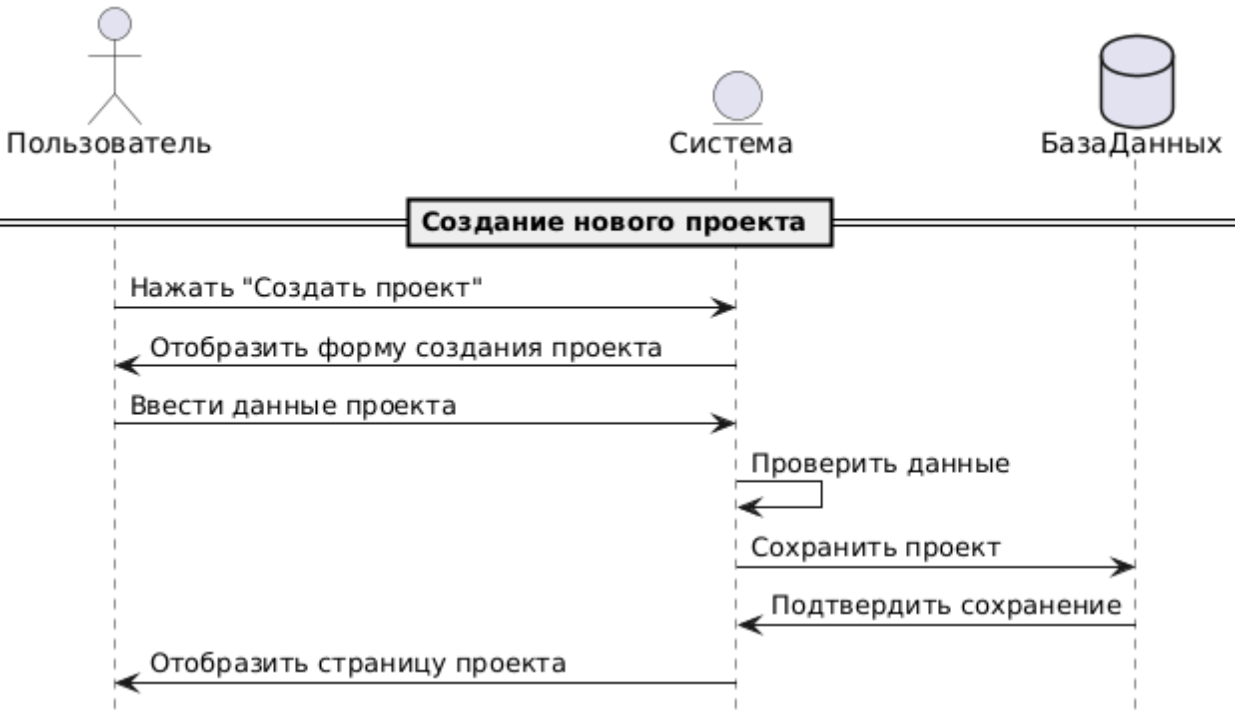 Пользователь
Система
БазаДанных
Создание нового проекта
Нажать "Создать проект"
Отобразить форму создания проекта
Ввести данные проекта
Проверить данные
Сохранить проект
Подтвердить сохранение
Отобразить страницу проекта